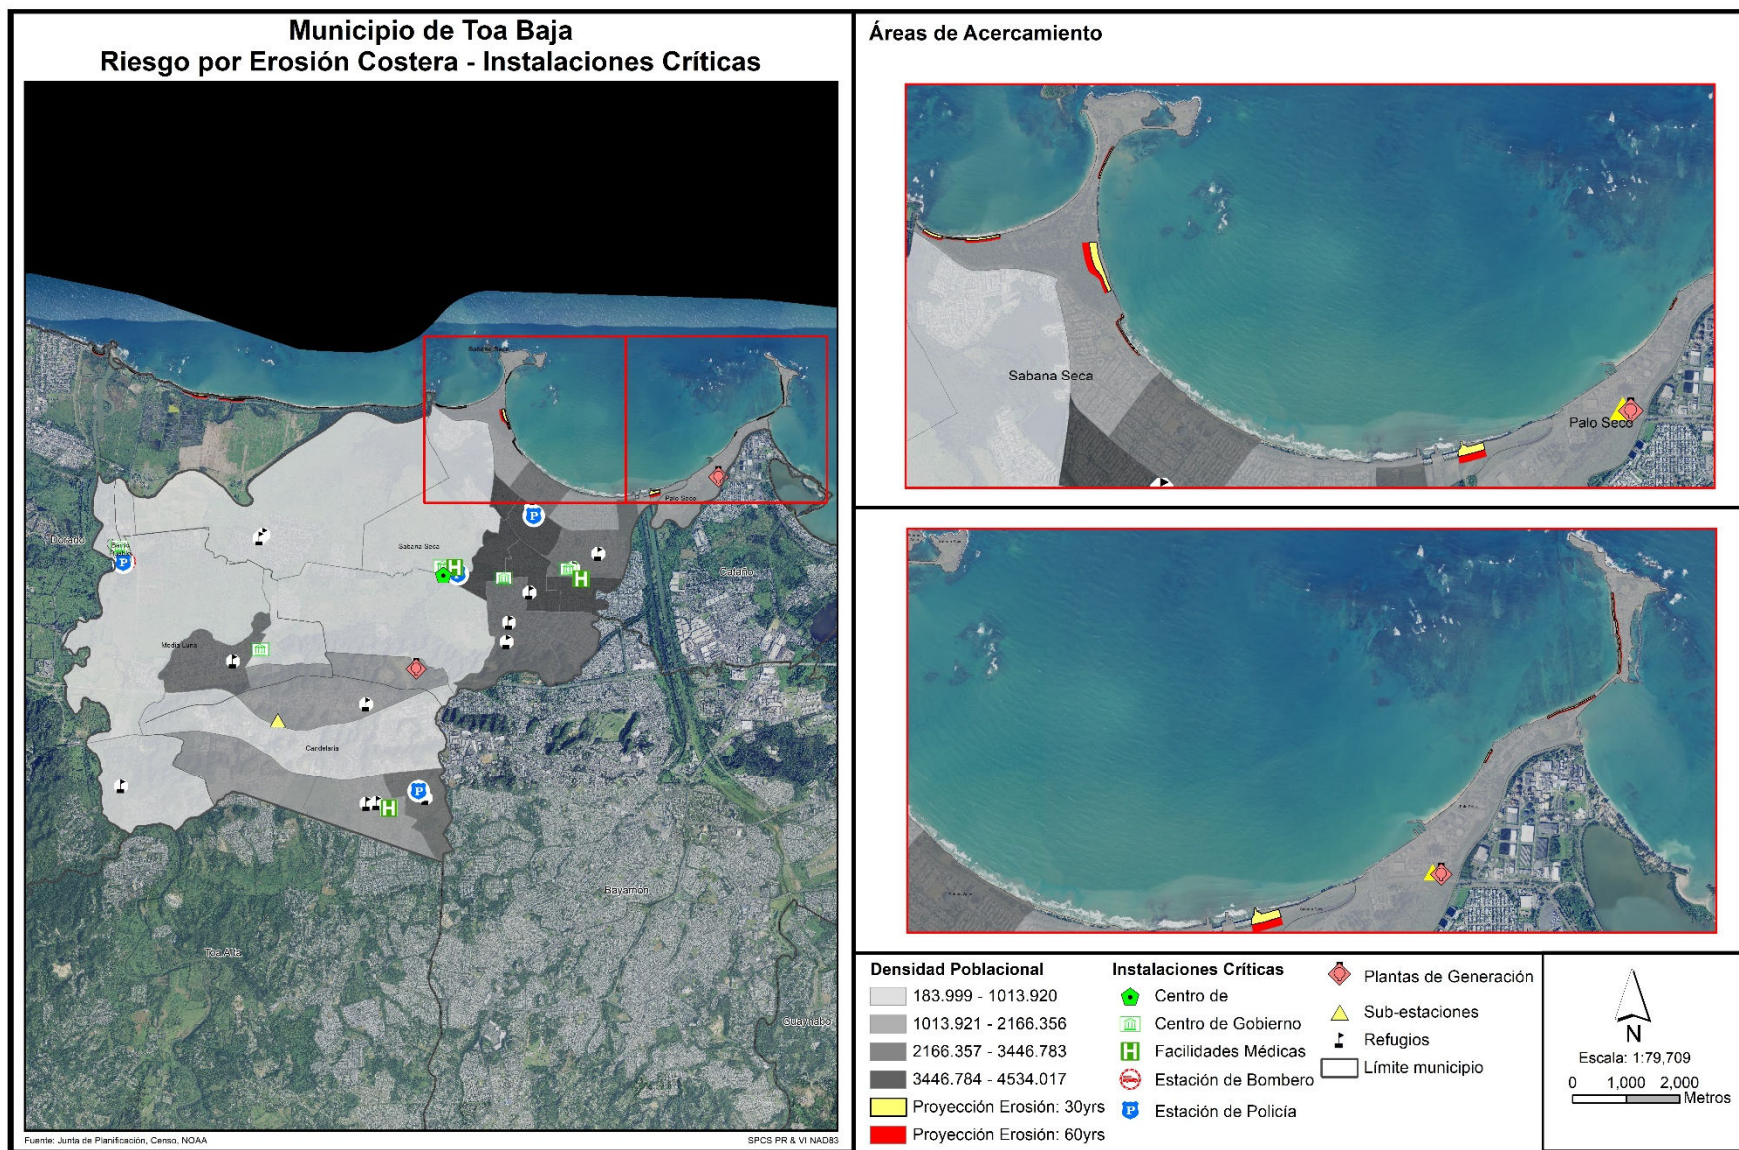 Municipio de Toa Baja
Riesgo por Erosión Costera - Instalaciones Críticas
Sabana Seca
Palo Seco
Dorado
Sabana Seca
Cataño
Media Luna
Candelaria
Bayamón
Toa Alta
Guaynabo
Fuente: Junta de Planificación, Censo, NOAA
SPCS PR & VI NAD83
Áreas de Acercamiento
Sabana Seca
Palo Seco
Densidad Poblacional
183.999 - 1013.920
1013.921 - 2166.356
2166.357 - 3446.783
3446.784 - 4534.017
Proyección Erosión: 30yrs
Proyección Erosión: 60yrs
Instalaciones Críticas
Centro de
Centro de Gobierno
Facilidades Médicas
Estación de Bombero
Estación de Policía
Plantas de Generación
Sub-estaciones
Refugios
Límite municipio
N
Escala: 1:79,709
0 1,000 2,000
Metros